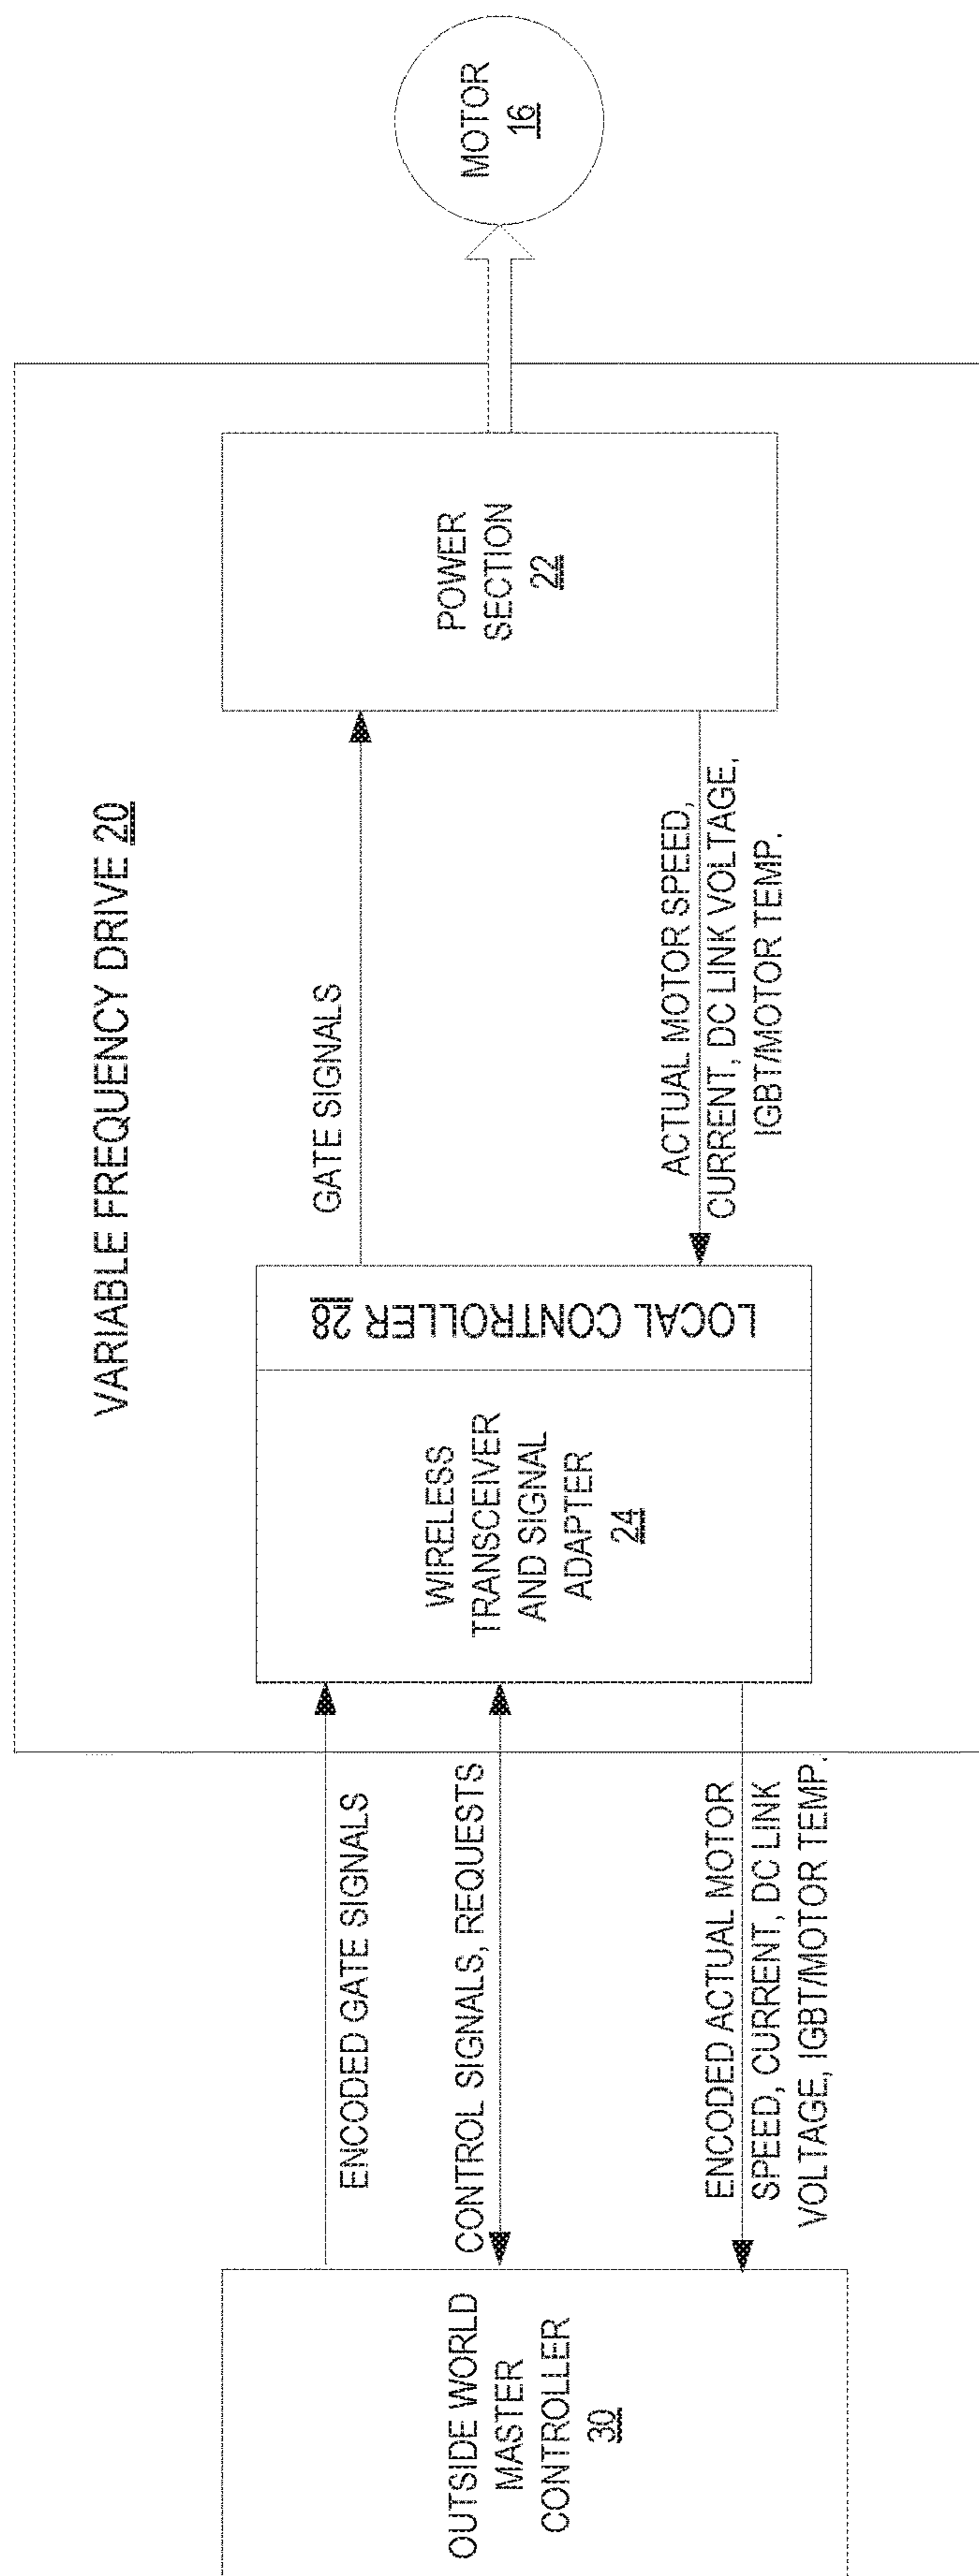 VARIABLE FREQUENCY DRIVE 20
OUTSIDE WORLD
MASTER
CONTROLLER
30
ENCODED GATE SIGNALS
CONTROL SIGNALS, REQUESTS
ENCODED ACTUAL MOTOR
SPEED, CURRENT, DC LINK
VOLTAGE, IGBT/MOTOR TEMP.
WIRELESS
TRANSCEIVER
AND SIGNAL
ADAPTER
24
LOCAL CONTROLLER 28
GATE SIGNALS
ACTUAL MOTOR SPEED,
CURRENT, DC LINK VOLTAGE,
IGBT/MOTOR TEMP.
POWER
SECTION
22
MOTOR
16